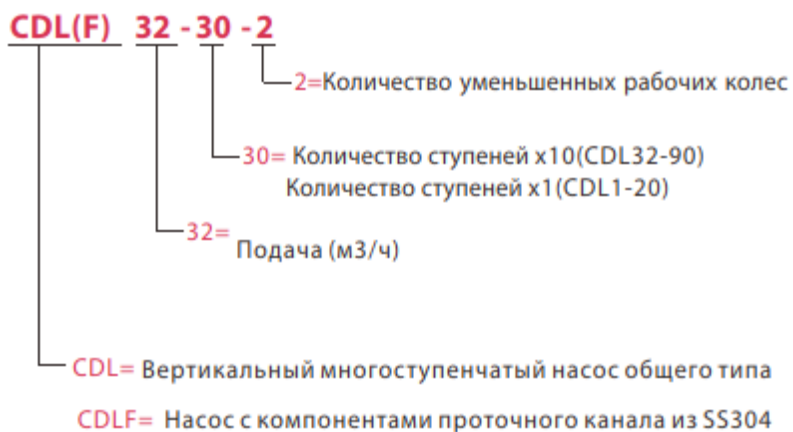 CDL(F) 32 - 30 - 2
2=Количество уменьшенных рабочих колес
30= Количество ступеней x10(CDL32-90)
Количество ступеней x1(CDL1-20)
32=
Подача (м3/ч)
CDL= Вертикальный многоступенчатый насос общего типа
CDLF= Насос с компонентами проточного канала из SS304